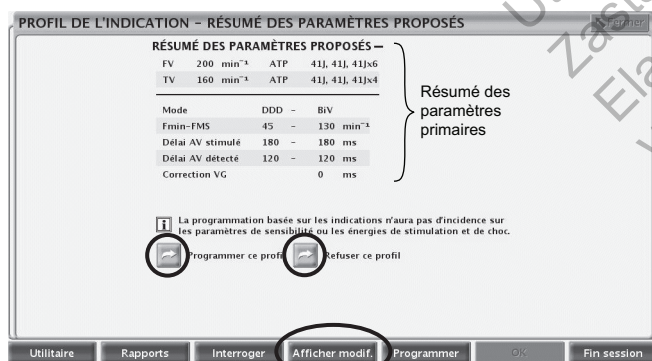 PROFIL DE L'INDICATION – RÉSUMÉ DES PARAMÈTRES PROPOSÉS
Fermer
RÉSUMÉ DES PARAMÈTRES PROPOSÉS
FV 200 min⁻¹ ATP 41J, 41J, 41Jx6
TV 160 min⁻¹ ATP 41J, 41J, 41Jx4
Mode DDD – BiV
Fmin-FMS 45 – 130 min⁻¹
Délai AV stimulé 180 – 180 ms
Délai AV détecté 120 – 120 ms
Correction VG 0 ms
Résumé des
paramètres
primaires
i La programmation basée sur les indications n'aura pas d'incidence sur
les paramètres de sensibilité ou les énergies de stimulation et de choc.
Programmer ce profil Refuser ce profil
Utilitaire Rapports Interroger Afficher modif. Programmer OK Fin session